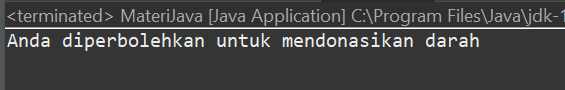 <terminated> MateriJava [Java Application] C:\Program Files\Java\jdk-1
Anda diperbolehkan untuk mendonasikan darah